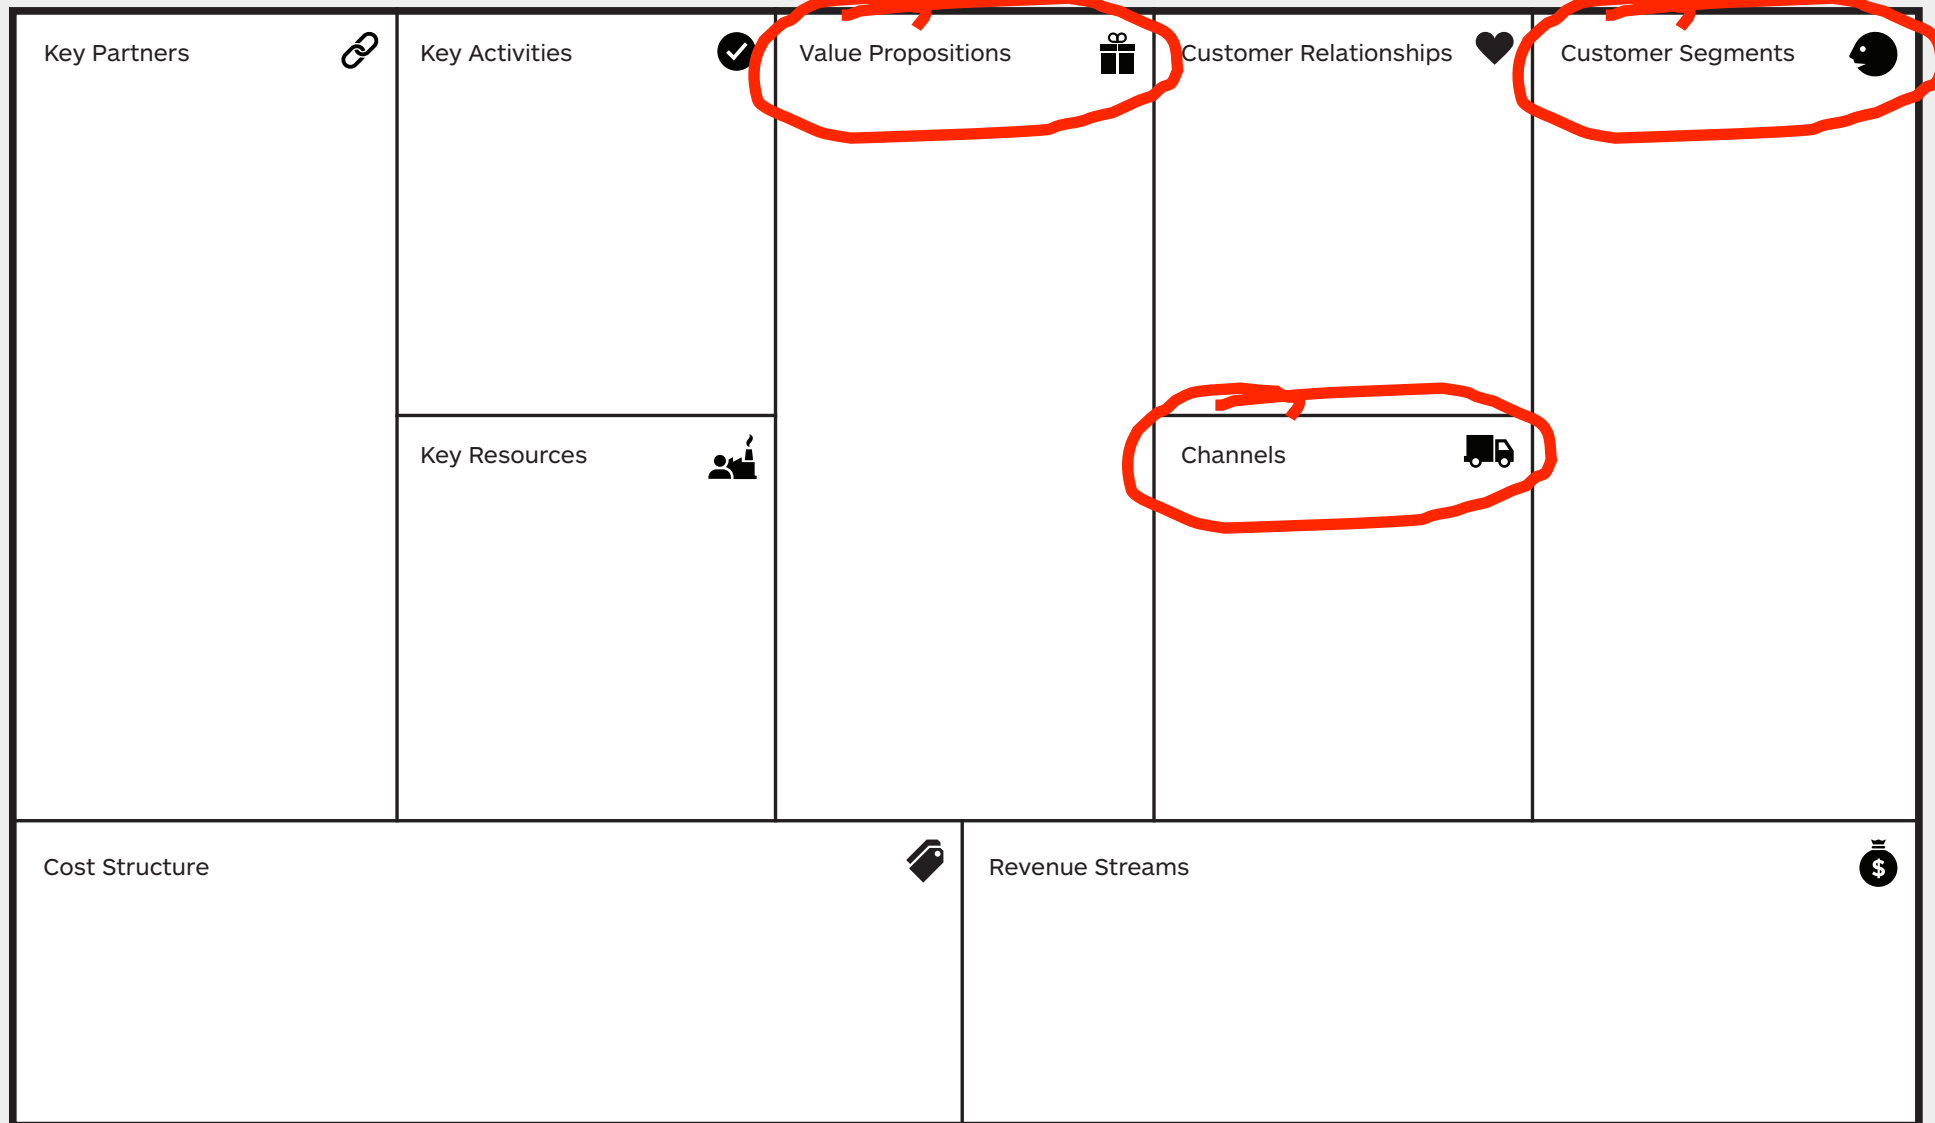 Key Partners
Key Activities
Value Propositions
Customer Relationships
Customer Segments
Key Resources
Channels
Cost Structure
Revenue Streams
$